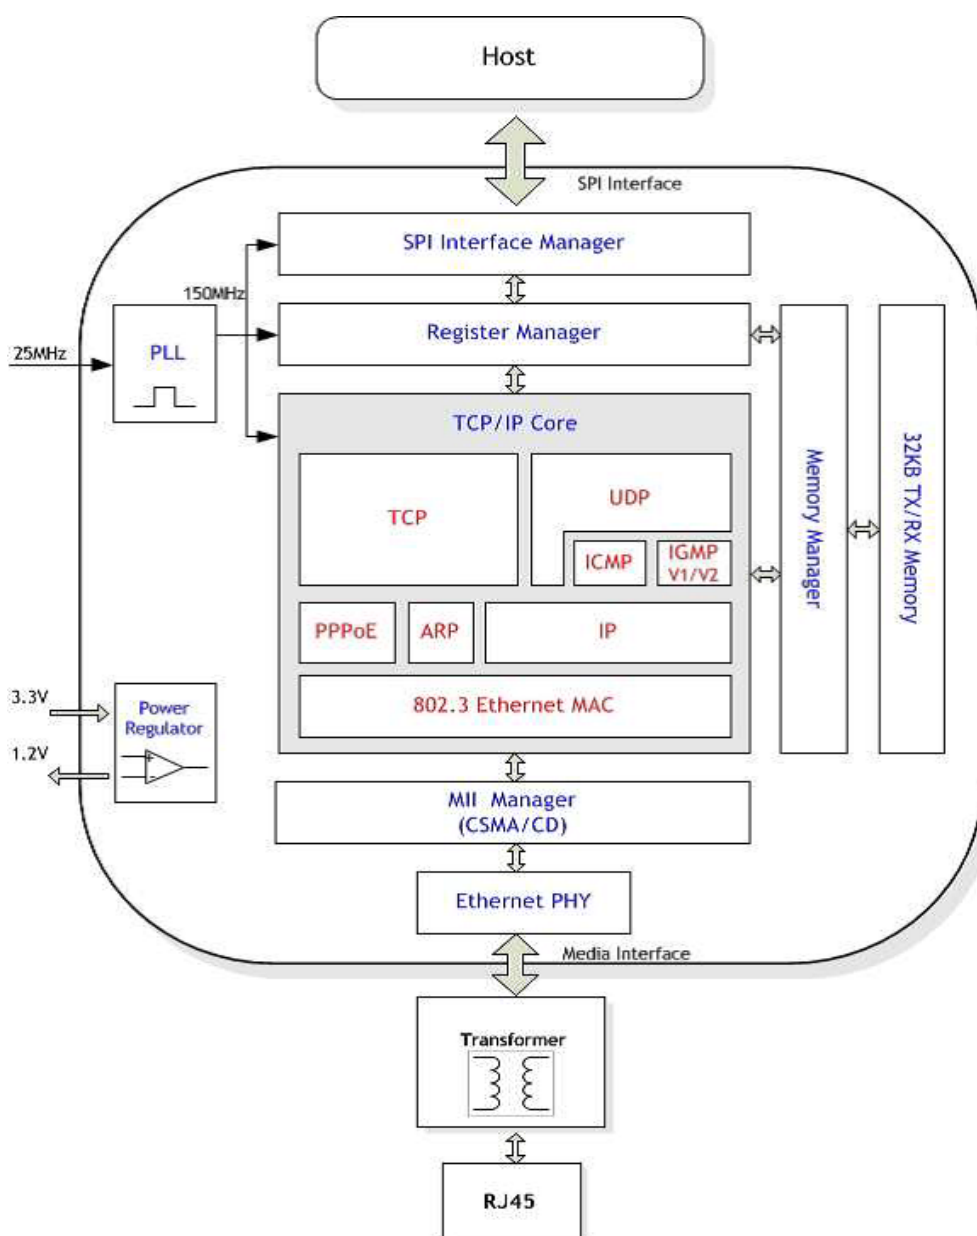 Host
SPI Interface
SPI Interface Manager
150MHz
Register Manager
25MHz
PLL
TCP/IP Core
TCP
UDP
ICMP
IGMP
V1/V2
PPPoE
ARP
IP
802.3 Ethernet MAC
Memory Manager
32KB TX/RX Memory
3.3V
1.2V
Power
Regulator
MII Manager
(CSMA/CD)
Ethernet PHY
Media Interface
Transformer
RJ45